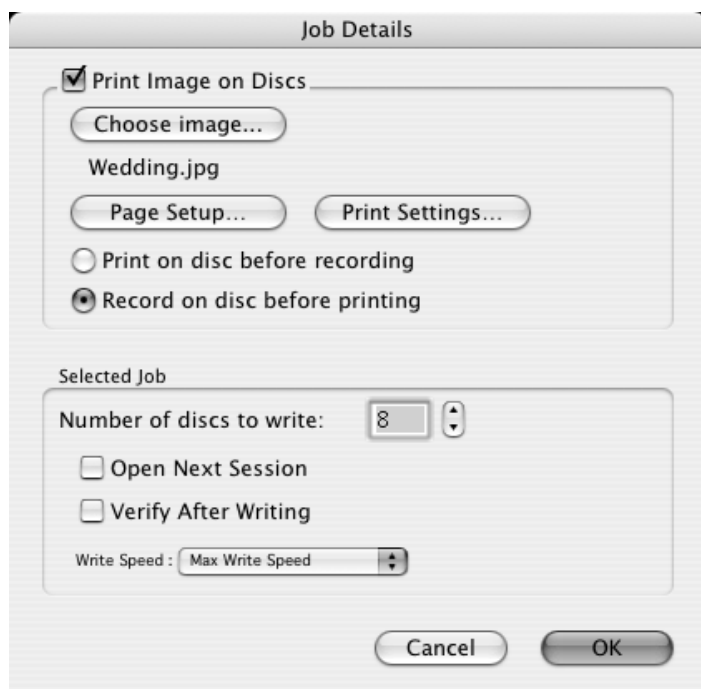 Job Details
Print Image on Discs
Choose image...
Wedding.jpg
Page Setup... Print Settings...
Print on disc before recording
Record on disc before printing
Selected Job
Number of discs to write: 8
Open Next Session
Verify After Writing
Write Speed : Max Write Speed
Cancel OK